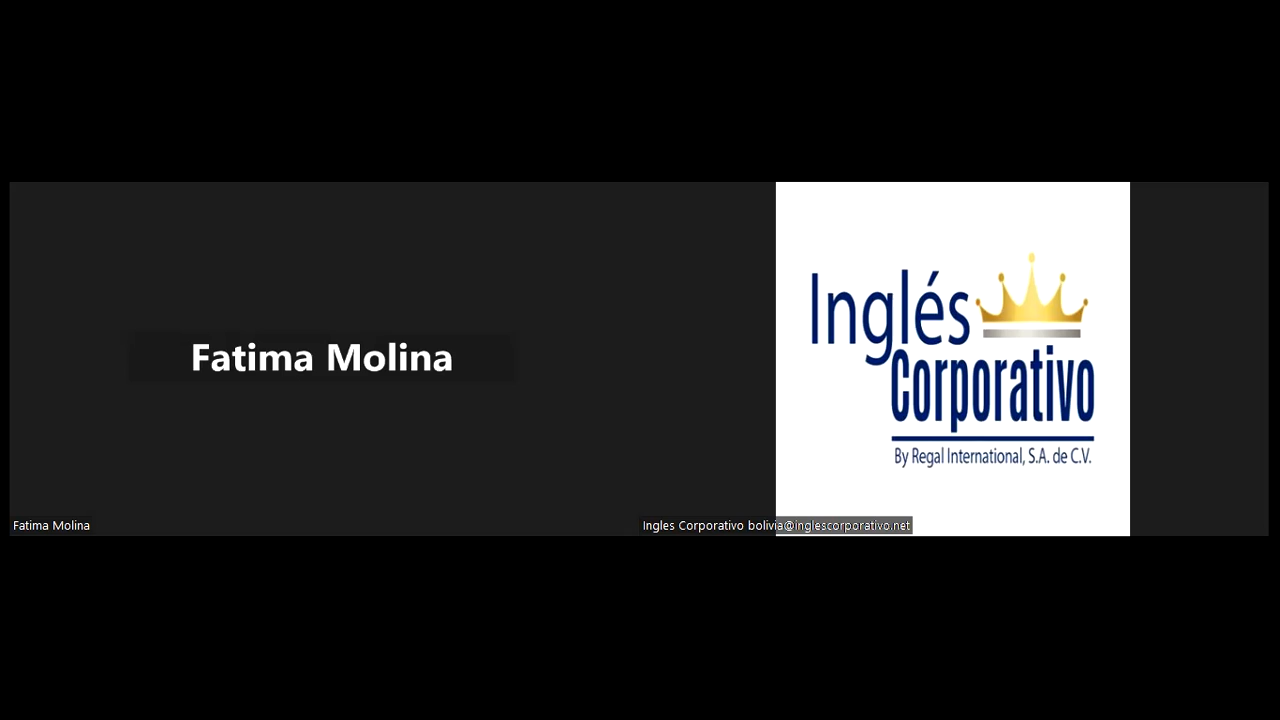 Fatima Molina
Inglés
Corporativo
By Regal International, S.A. de C.V.
Fatima Molina
Ingles Corporativo bolivia@inglescorporativo.net